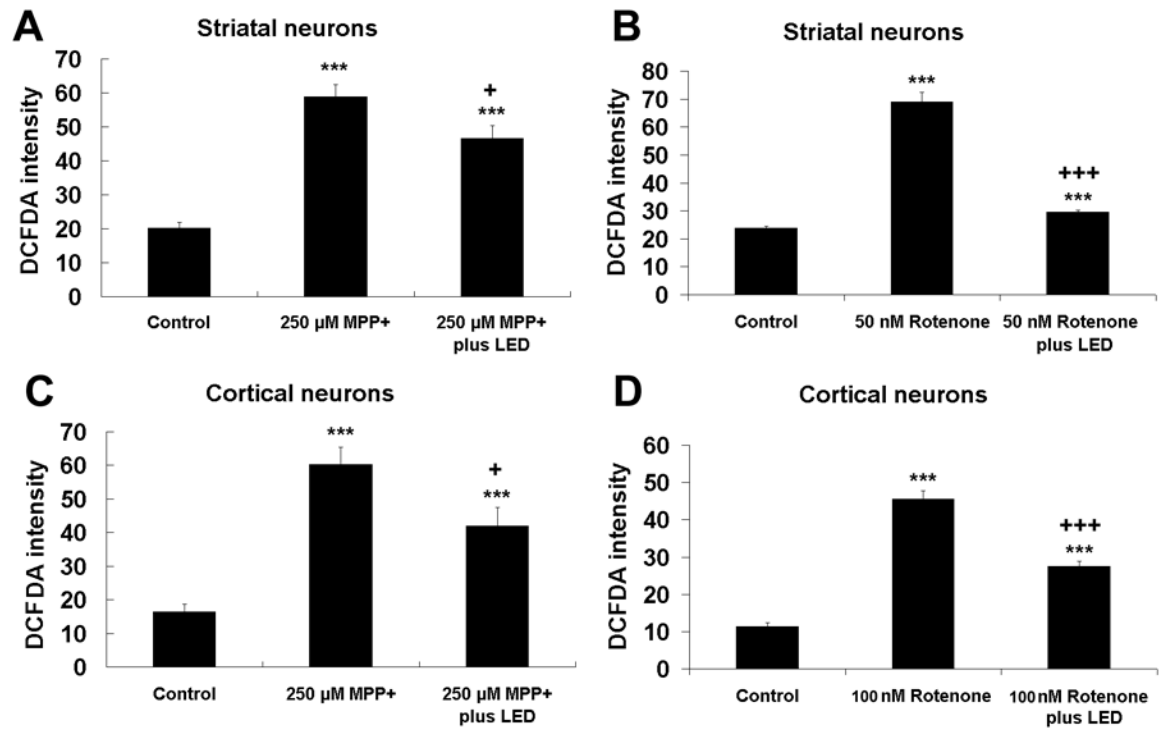 A
Striatal neurons
DCFDA intensity
70
60
50
40
30
20
10
0
***
+
***
Control
250 µM MPP+
250 µM MPP+
plus LED
B
Striatal neurons
DCFDA intensity
80
70
60
50
40
30
20
10
0
***
+++
***
Control
50 nM Rotenone
50 nM Rotenone
plus LED
C
Cortical neurons
DCFDA intensity
70
60
50
40
30
20
10
0
***
+
***
Control
250 µM MPP+
250 µM MPP+
plus LED
D
Cortical neurons
DCFDA intensity
60
50
40
30
20
10
0
***
+++
***
Control
100 nM Rotenone
100 nM Rotenone
plus LED